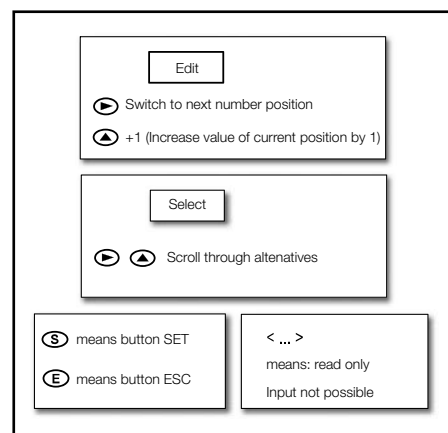 Edit
Switch to next number position
+1 (Increase value of current position by 1)
Select
Scroll through altenatives
S means button SET
E means button ESC
< ... >
means: read only
Input not possible